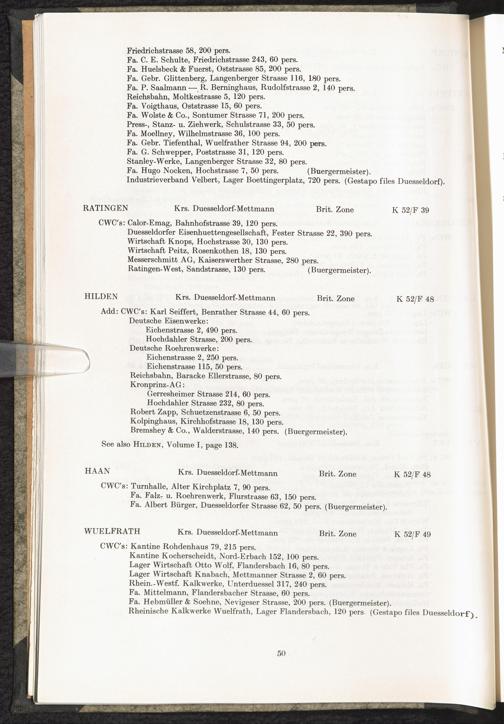 Friedrichstrasse 58, 200 pers.
Fa. C. E. Schulte, Friedrichstrasse 243, 60 pers.
Fa. Huelsbeck & Fuerst, Oststrasse 85, 200 pers.
Fa. Gebr. Glittenberg, Langenberger Strasse 116, 180 pers.
Fa. P. Saalmann — R. Berninghaus, Rudolfstrasse 2, 140 pers.
Reichsbahn, Moltkestrasse 5, 120 pers.
Fa. Voigthaus, Oststrasse 15, 60 pers.
Fa. Wolste & Co., Sontumer Strasse 71, 200 pers.
Press-, Stanz- u. Ziehwerk, Schulstrasse 33, 50 pers.
Fa. Moellney, Wilhelmstrasse 36, 100 pers.
Fa. Gebr. Tiefenthal, Wuelfrather Strasse 94, 200 pers.
Fa. G. Schwepper, Poststrasse 31, 120 pers.
Stanley-Werke, Langenberger Strasse 32, 80 pers.
Fa. Hugo Nocken, Hochstrasse 7, 50 pers. (Buergermeister).
Industrieverband Velbert, Lager Boettingerplatz, 720 pers. (Gestapo files Duesseldorf).
RATINGEN Krs. Duesseldorf-Mettmann Brit. Zone K 52/F 39
CWC's: Calor-Emag, Bahnhofstrasse 39, 120 pers.
Duesseldorfer Eisenhuettengesellschaft, Fester Strasse 22, 390 pers.
Wirtschaft Knops, Hochstrasse 30, 130 pers.
Wirtschaft Peitz, Rosenkothen 18, 130 pers.
Messerschmitt AG, Kaiserswerther Strasse, 280 pers.
Ratingen-West, Sandstrasse, 130 pers. (Buergermeister).
HILDEN Krs. Duesseldorf-Mettmann Brit. Zone K 52/F 48
Add: CWC's: Karl Seiffert, Benrather Strasse 44, 60 pers.
Deutsche Eisenwerke:
Eichenstrasse 2, 490 pers.
Hochdahler Strasse, 200 pers.
Deutsche Roehrenwerke:
Eichenstrasse 2, 250 pers.
Eichenstrasse 115, 50 pers.
Reichsbahn, Baracke Ellerstrasse, 80 pers.
Kronprinz-AG:
Gerresheimer Strasse 214, 60 pers.
Hochdahler Strasse 232, 80 pers.
Robert Zapp, Schuetzenstrasse 6, 50 pers.
Kolpinghaus, Kirchhofstrasse 18, 130 pers.
Bremshey & Co., Walderstrasse, 140 pers. (Buergermeister).
See also HILDEN, Volume I, page 138.
HAAN Krs. Duesseldorf-Mettmann Brit. Zone K 52/F 48
CWC's: Turnhalle, Alter Kirchplatz 7, 90 pers.
Fa. Falz- u. Roehrenwerk, Flurstrasse 63, 150 pers.
Fa. Albert Bürger, Duesseldorfer Strasse 62, 50 pers. (Buergermeister).
WUELFRATH Krs. Duesseldorf-Mettmann Brit. Zone K 52/F 49
CWC's: Kantine Rohdenhaus 79, 215 pers.
Kantine Kocherscheidt, Nord-Erbach 152, 100 pers.
Lager Wirtschaft Otto Wolf, Flandersbach 16, 80 pers.
Lager Wirtschaft Knabach, Mettmanner Strasse 2, 60 pers.
Rhein.-Westf. Kalkwerke, Unterduessel 317, 240 pers.
Fa. Mittelmann, Flandersbacher Strasse, 60 pers.
Fa. Hebmüller & Soehne, Nevigeser Strasse, 200 pers. (Buergermeister).
Rheinische Kalkwerke Wuelfrath, Lager Flandersbach, 120 pers (Gestapo files Duesseldorf).
50